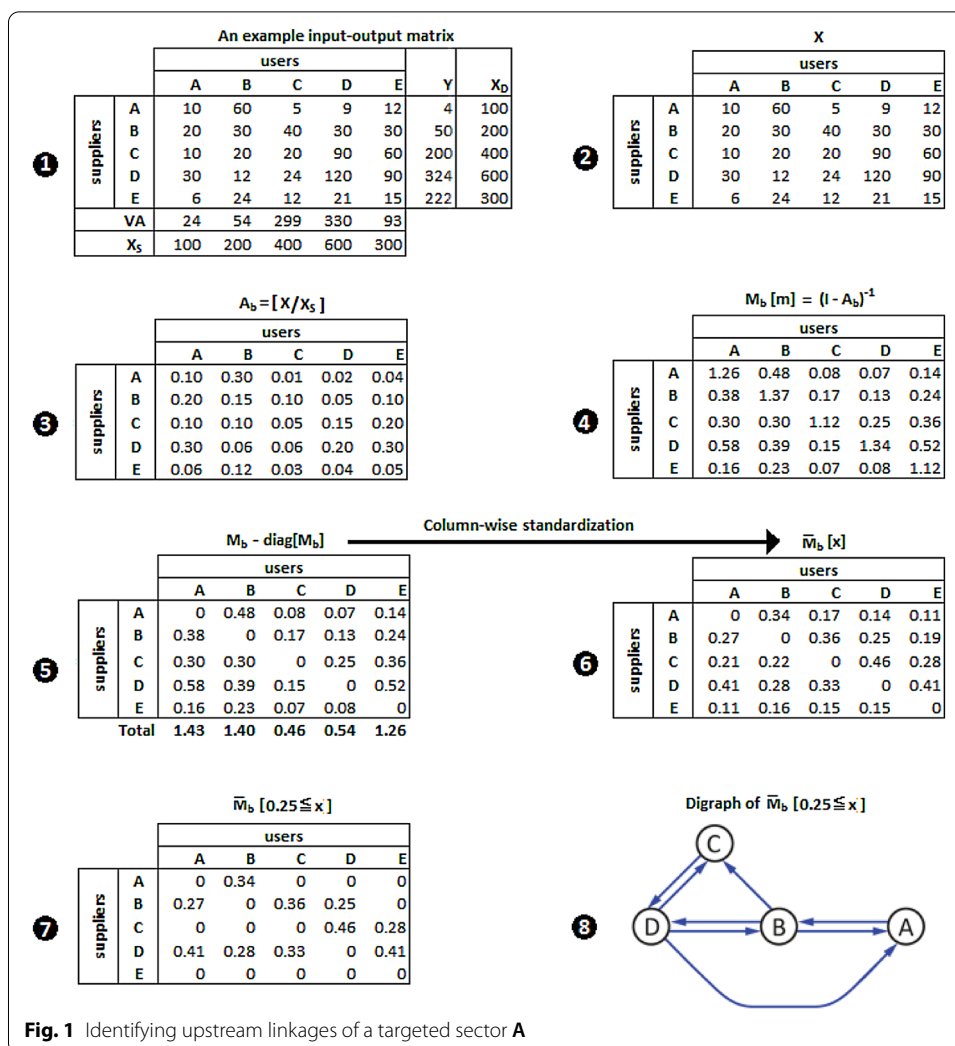 An example input-output matrix
users
A B C D E Y X_D
suppliers
A 10 60 5 9 12 4 100
B 20 30 40 30 30 50 200
C 10 20 20 90 60 200 400
D 30 12 24 120 90 324 600
E 6 24 12 21 15 222 300
VA 24 54 299 330 93
X_S 100 200 400 600 300
1
X
users
A B C D E
suppliers
A 10 60 5 9 12
B 20 30 40 30 30
C 10 20 20 90 60
D 30 12 24 120 90
E 6 24 12 21 15
2
A_b = [ X/X_S ]
users
A B C D E
suppliers
A 0.10 0.30 0.01 0.02 0.04
B 0.20 0.15 0.10 0.05 0.10
C 0.10 0.10 0.05 0.15 0.20
D 0.30 0.06 0.06 0.20 0.30
E 0.06 0.12 0.03 0.04 0.05
3
M_b [m] = (I - A_b)^-1
users
A B C D E
suppliers
A 1.26 0.48 0.08 0.07 0.14
B 0.38 1.37 0.17 0.13 0.24
C 0.30 0.30 1.12 0.25 0.36
D 0.58 0.39 0.15 1.34 0.52
E 0.16 0.23 0.07 0.08 1.12
4
M_b - diag[M_b]
Column-wise standardization
users
A B C D E
suppliers
A 0 0.48 0.08 0.07 0.14
B 0.38 0 0.17 0.13 0.24
C 0.30 0.30 0 0.25 0.36
D 0.58 0.39 0.15 0 0.52
E 0.16 0.23 0.07 0.08 0
Total 1.43 1.40 0.46 0.54 1.26
5
M̅_b [x]
users
A B C D E
suppliers
A 0 0.34 0.17 0.14 0.11
B 0.27 0 0.36 0.25 0.19
C 0.21 0.22 0 0.46 0.28
D 0.41 0.28 0.33 0 0.41
E 0.11 0.16 0.15 0.15 0
6
M̅_b [0.25 ≦ x]
users
A B C D E
suppliers
A 0 0.34 0 0 0
B 0.27 0 0.36 0.25 0
C 0 0 0 0.46 0.28
D 0.41 0.28 0.33 0 0.41
E 0 0 0 0 0
7
Digraph of M̅_b [0.25 ≦ x]
C
D
B
A
8
Fig. 1 Identifying upstream linkages of a targeted sector A